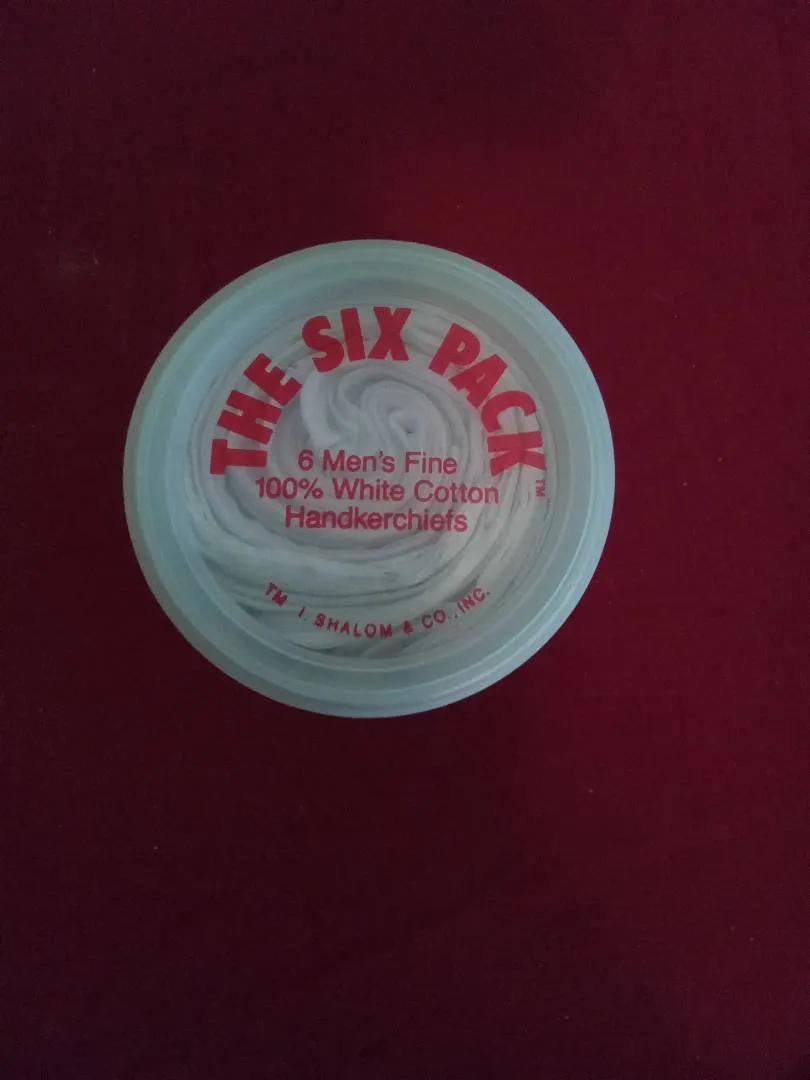 THE SIX PACK™
6 Men's Fine
100% White Cotton
Handkerchiefs
TM I. SHALOM & CO., INC.